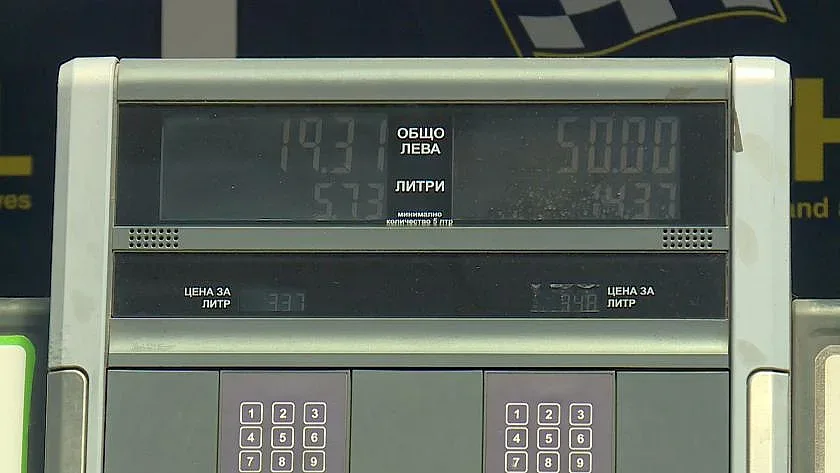 19.31
ОБЩО
ЛЕВА
50.00
5.73
ЛИТРИ
14.37
минимално
количество 5 лтр
ЦЕНА ЗА
ЛИТР
3.37
3.48
ЦЕНА ЗА
ЛИТР
1 2 3
4 5 6
7 8 9
1 2 3
4 5 6
7 8 9
and